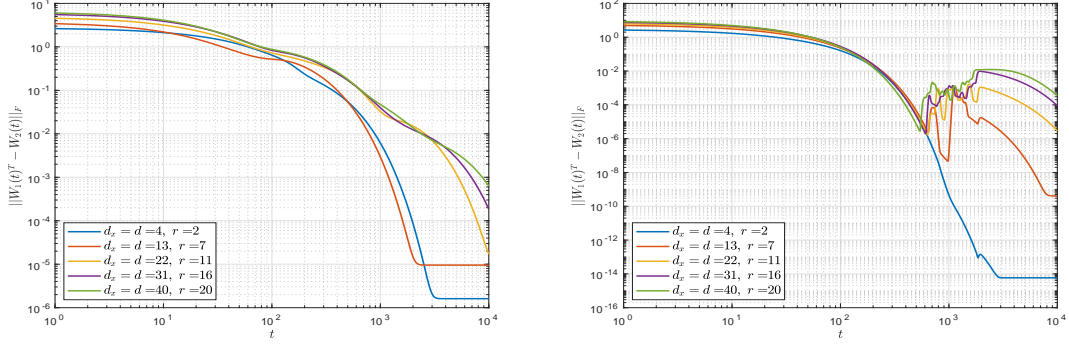 10^1
10^0
10^-1
10^-2
10^-3
10^-4
10^-5
10^-6
||W_1(t)^T − W_2(t)||_F
d_x = d =4, r =2
d_x = d =13, r =7
d_x = d =22, r =11
d_x = d =31, r =16
d_x = d =40, r =20
10^0 10^1 10^2 10^3 10^4
t
10^2
10^0
10^-2
10^-4
10^-6
10^-8
10^-10
10^-12
10^-14
10^-16
||W_1(t)^T − W_2(t)||_F
d_x = d =4, r =2
d_x = d =13, r =7
d_x = d =22, r =11
d_x = d =31, r =16
d_x = d =40, r =20
10^0 10^1 10^2 10^3 10^4
t